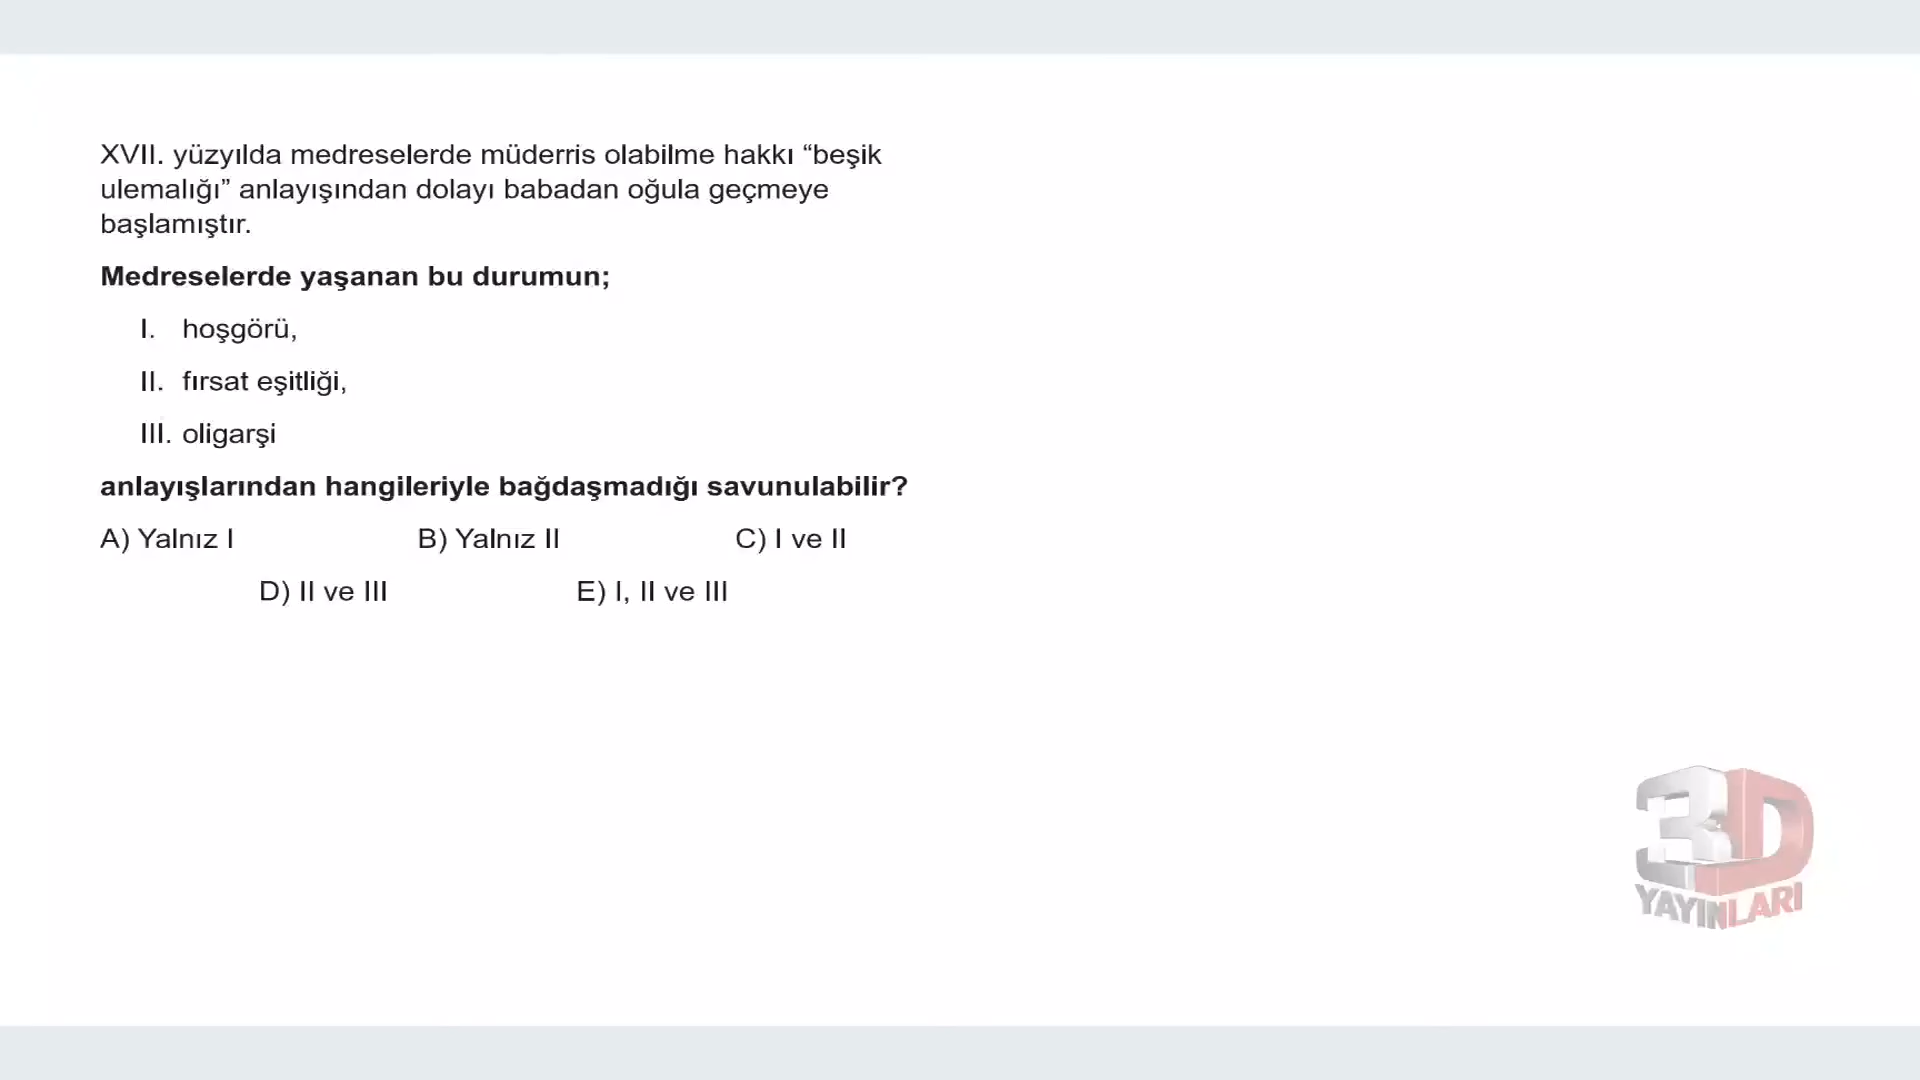 XVII. yüzyılda medreselerde müderris olabilme hakkı “beşik
ulemalığı” anlayışından dolayı babadan oğula geçmeye
başlamıştır.
Medreselerde yaşanan bu durumun;
I. hoşgörü,
II. fırsat eşitliği,
III. oligarşi
anlayışlarından hangileriyle bağdaşmadığı savunulabilir?
A) Yalnız I B) Yalnız II C) I ve II
D) II ve III E) I, II ve III
3D
YAYINLARI